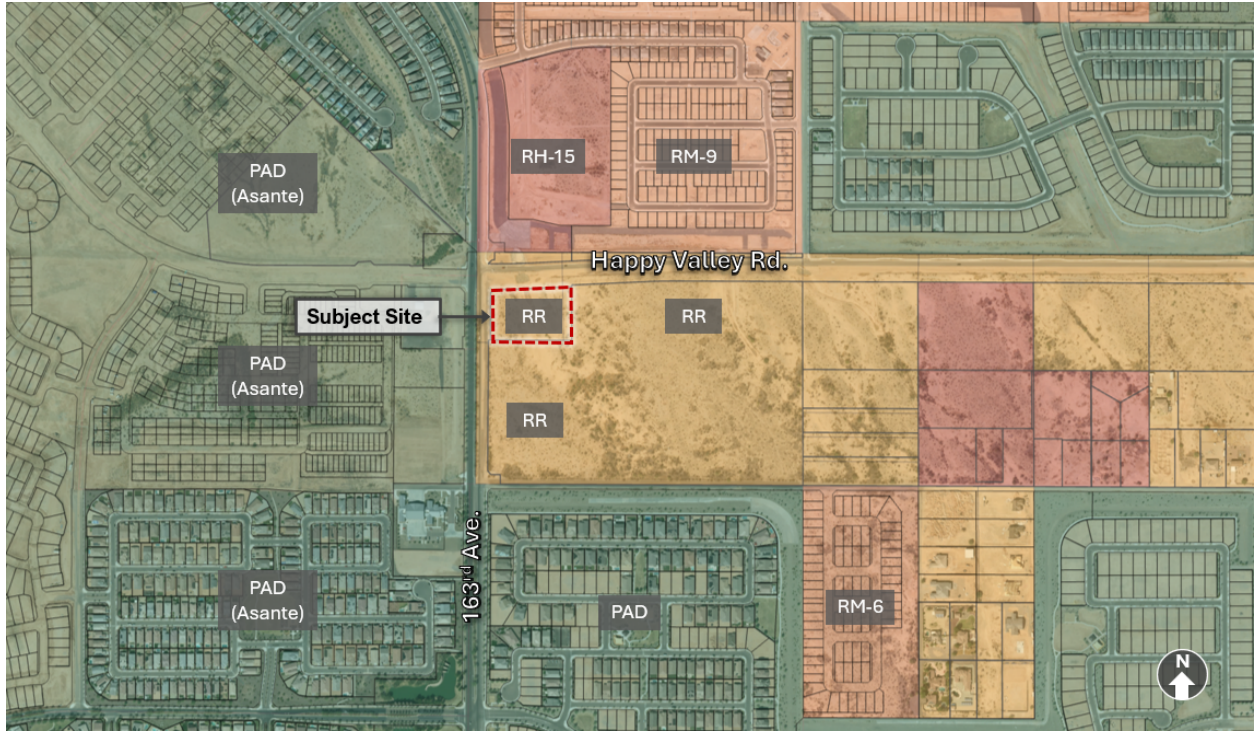 PAD
(Asante)
RH-15
RM-9
Happy Valley Rd.
Subject Site
RR
RR
PAD
(Asante)
RR
163rd Ave.
PAD
(Asante)
PAD
RM-6
N